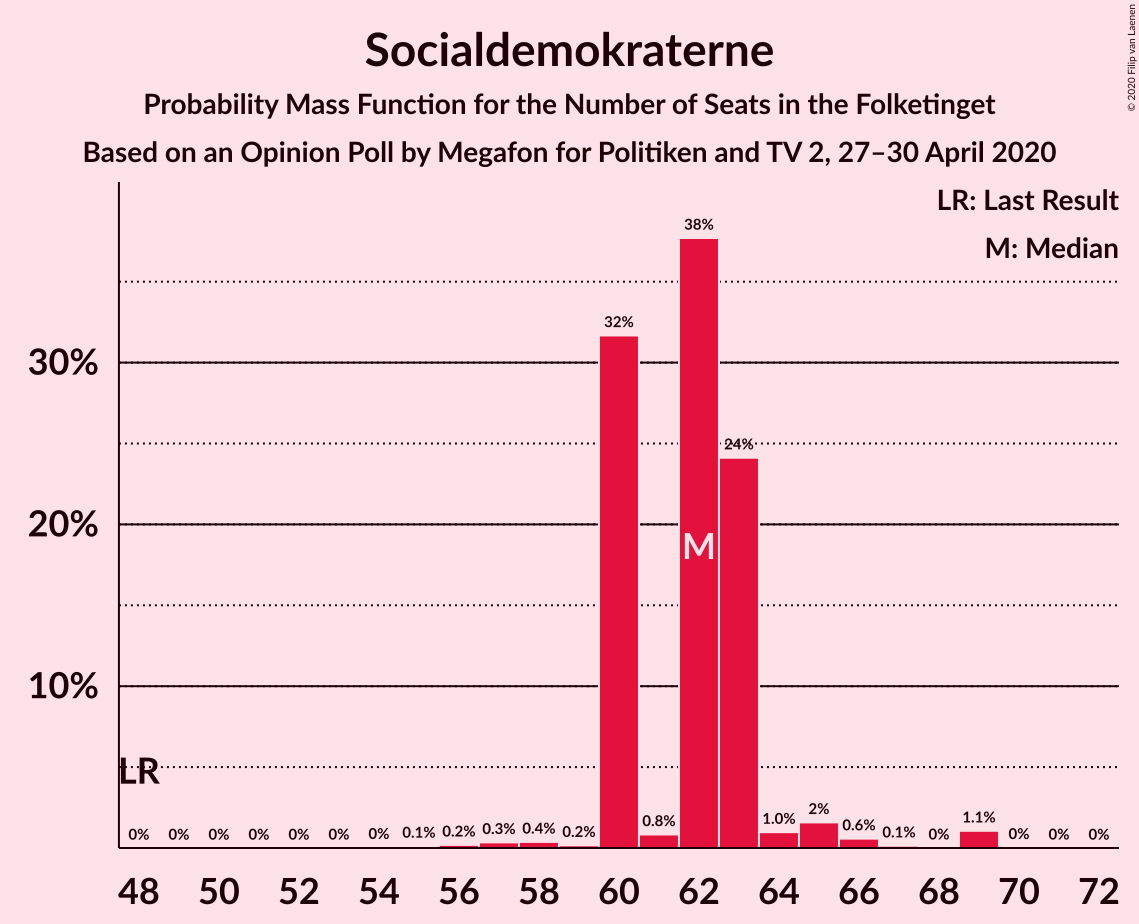 Socialdemokraterne
Probability Mass Function for the Number of Seats in the Folketinget
Based on an Opinion Poll by Megafon for Politiken and TV 2, 27–30 April 2020
© 2020 Filip van Laenen
LR: Last Result
M: Median
38%
32%
30%
24%
20%
M
10%
LR
0% 0% 0% 0% 0% 0% 0% 0.1% 0.2% 0.3% 0.4% 0.2% 0.8% 1.0% 2% 0.6% 0.1% 0% 1.1% 0% 0% 0%
48 50 52 54 56 58 60 62 64 66 68 70 72